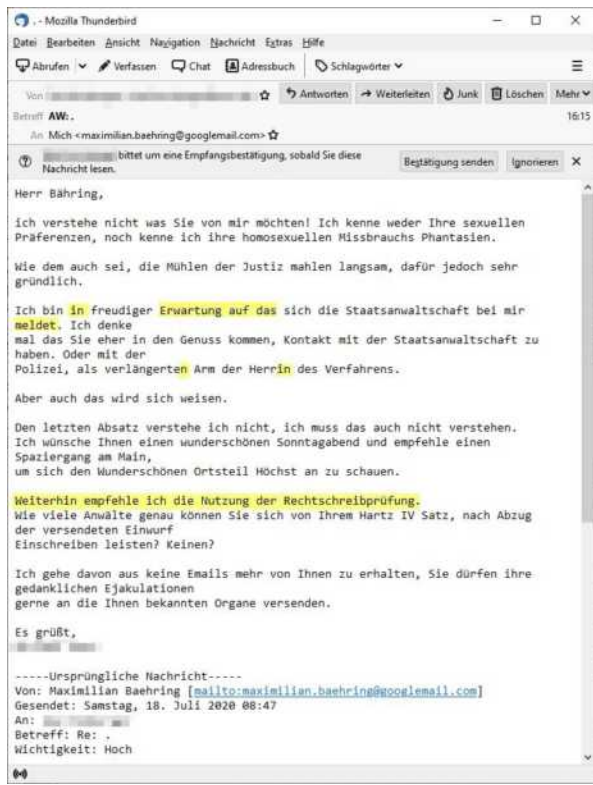 . - Mozilla Thunderbird
Datei Bearbeiten Ansicht Navigation Nachricht Extras Hilfe
Abrufen Verfassen Chat Adressbuch Schlagwörter
Von Antworten Weiterleiten Junk Löschen Mehr
Betreff AW: . 16:15
An Mich <maximilian.baehring@googlemail.com>
bittet um eine Empfangsbestätigung, sobald Sie diese
Nachricht lesen. Bestätigung senden Ignorieren
Herr Bähring,
ich verstehe nicht was Sie von mir möchten! Ich kenne weder Ihre sexuellen
Präferenzen, noch kenne ich ihre homosexuellen Missbrauchs Phantasien.
Wie dem auch sei, die Mühlen der Justiz mahlen langsam, dafür jedoch sehr
gründlich.
Ich bin in freudiger Erwartung auf das sich die Staatsanwaltschaft bei mir
meldet. Ich denke
mal das Sie eher in den Genuss kommen, Kontakt mit der Staatsanwaltschaft zu
haben. Oder mit der
Polizei, als verlängerten Arm der Herrin des Verfahrens.
Aber auch das wird sich weisen.
Den letzten Absatz verstehe ich nicht, ich muss das auch nicht verstehen.
Ich wünsche Ihnen einen wunderschönen Sonntagabend und empfehle einen
Spaziergang am Main,
um sich den Wunderschönen Ortsteil Höchst an zu schauen.
Weiterhin empfehle ich die Nutzung der Rechtschreibprüfung.
Wie viele Anwälte genau können Sie sich von Ihrem Hartz IV Satz, nach Abzug
der versendeten Einwurf
Einschreiben leisten? Keinen?
Ich gehe davon aus keine Emails mehr von Ihnen zu erhalten, Sie dürfen ihre
gedanklichen Ejakulationen
gerne an die Ihnen bekannten Organe versenden.
Es grüßt,
-----Ursprüngliche Nachricht-----
Von: Maximilian Baehring [mailto:maximilian.baehring@googlemail.com]
Gesendet: Samstag, 18. Juli 2020 08:47
An:
Betreff: Re: .
Wichtigkeit: Hoch